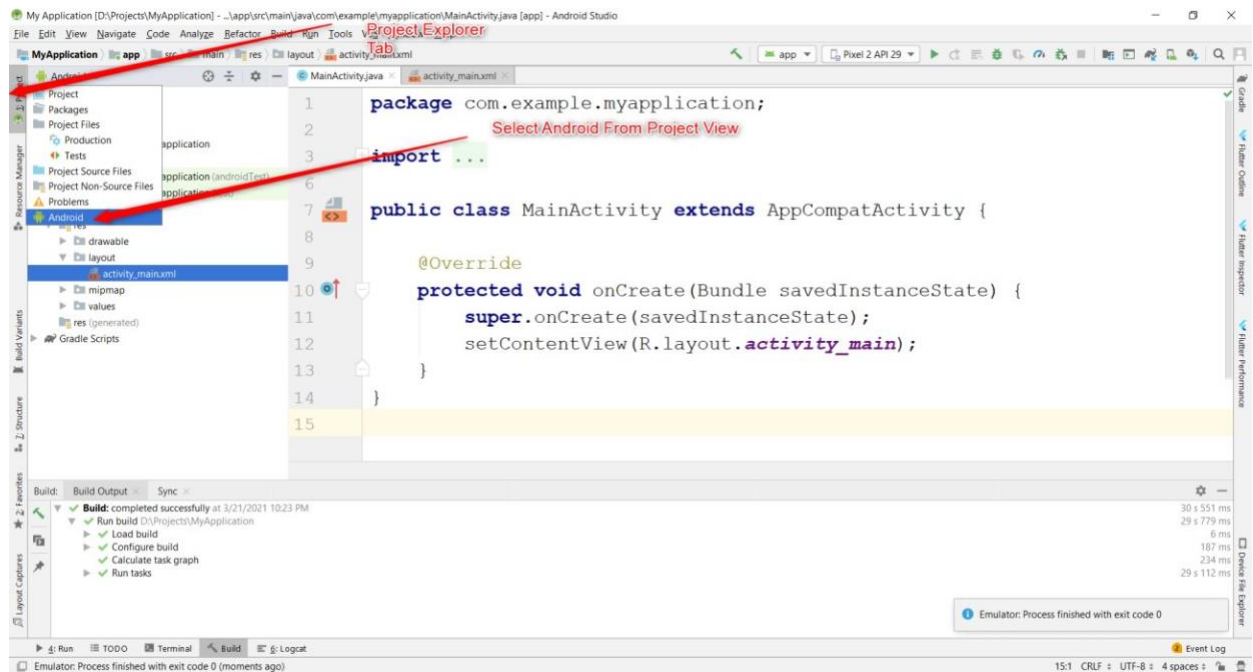 My Application [D:\Projects\MyApplication] - ...\app\src\main\java\com\example\myapplication\MainActivity.java [app] - Android Studio
File Edit View Navigate Code Analyze Refactor Build Run Tools
Project Explorer
Tab
MyApplication app src main res layout activity_main.xml
app Pixel 2 API 29
Android
MainActivity.java activity_main.xml
1: Project
Resource Manager
Build Variants
7: Structure
2: Favorites
Layout Captures
Project
Packages
Project Files
Production
Tests
Project Source Files
Project Non-Source Files
Problems
Android
application
application (androidTest)
res
drawable
layout
activity_main.xml
mipmap
values
res (generated)
Gradle Scripts
1 package com.example.myapplication;
2
Select Android From Project View
3 import ...
6
7 public class MainActivity extends AppCompatActivity {
8
9 @Override
10 protected void onCreate(Bundle savedInstanceState) {
11 super.onCreate(savedInstanceState);
12 setContentView(R.layout.activity_main);
13 }
14 }
15
Gradle
Flutter Outline
Flutter Inspector
Flutter Performance
Device File Explorer
Build: Build Output Sync
Build: completed successfully at 3/21/2021 10:23 PM 30 s 551 ms
Run build D:\Projects\MyApplication 29 s 779 ms
Load build 6 ms
Configure build 187 ms
Calculate task graph 234 ms
Run tasks 29 s 112 ms
Emulator: Process finished with exit code 0
4: Run TODO Terminal Build 6: Logcat 2 Event Log
Emulator: Process finished with exit code 0 (moments ago) 15:1 CRLF UTF-8 4 spaces